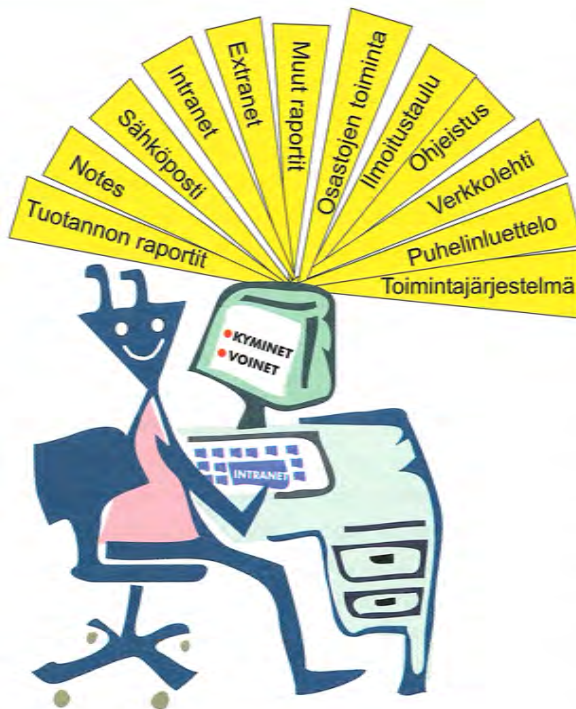 Tuotannon raportit
Notes
Sähköposti
Intranet
Extranet
Muut raportit
Osastojen toiminta
Ilmoitustaulu
Ohjeistus
Verkkolehti
Puhelinluettelo
Toimintajärjestelmä
•KYMINET
•VOINET
INTRANET